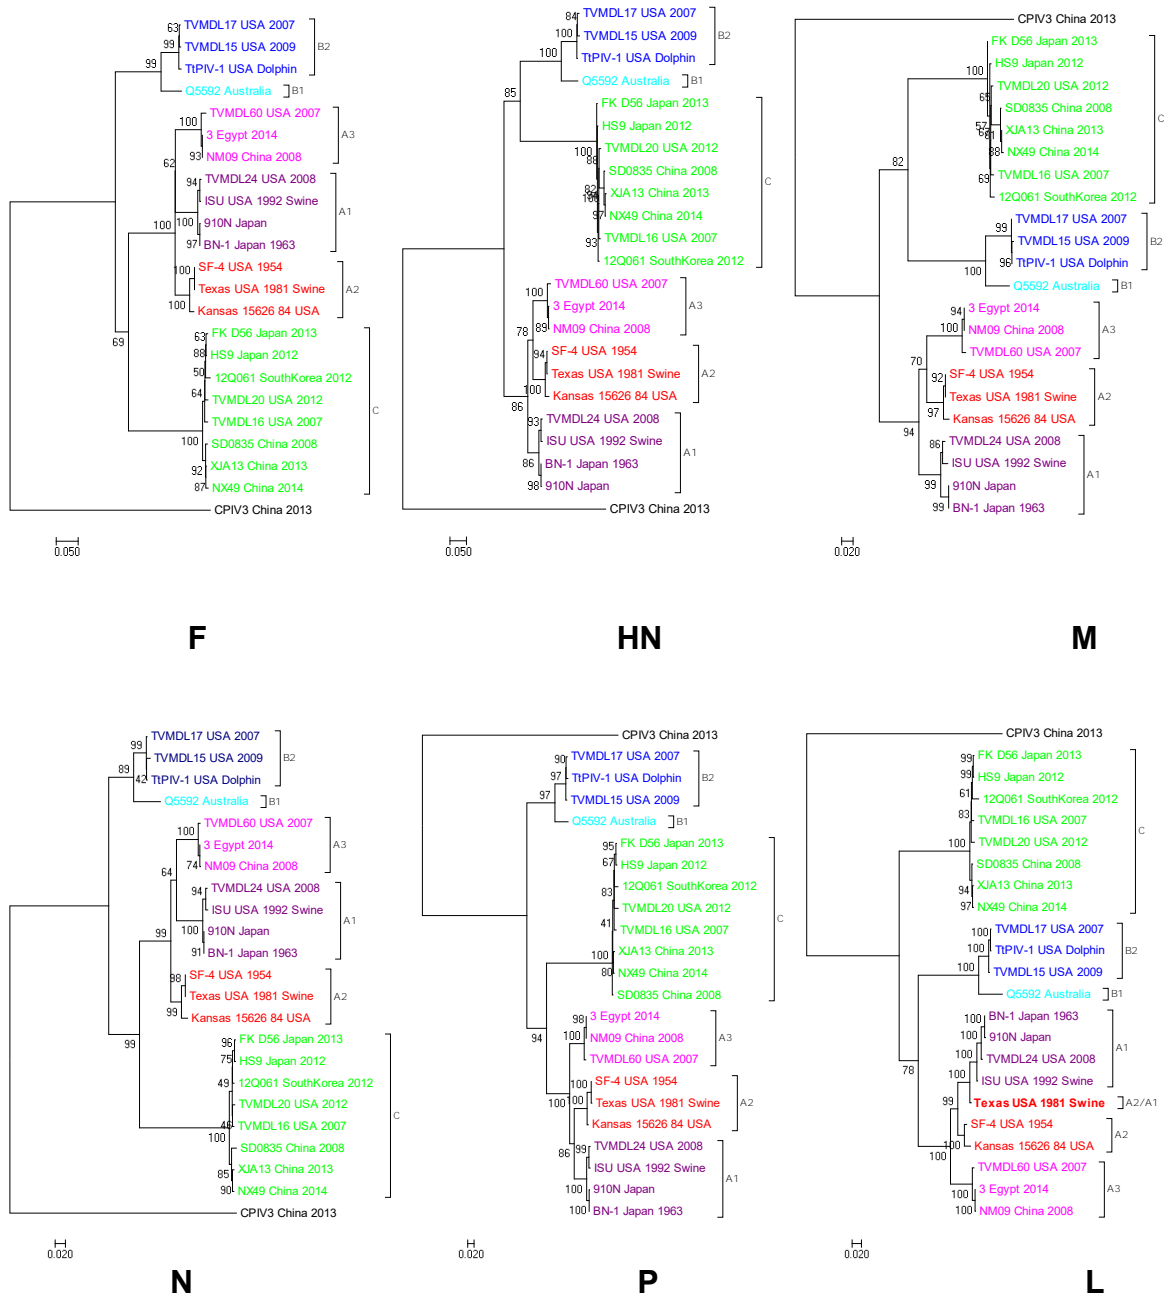 TVMDL17 USA 2007
63
TVMDL15 USA 2009
99
B2
TtPIV-1 USA Dolphin
99
Q5592 Australia
B1
TVMDL60 USA 2007
100
3 Egypt 2014
A3
93
NM09 China 2008
62
TVMDL24 USA 2008
94
ISU USA 1992 Swine
A1
100
910N Japan
100
97
BN-1 Japan 1963
SF-4 USA 1954
100
Texas USA 1981 Swine
A2
100
Kansas 15626 84 USA
FK D56 Japan 2013
63
69
88
HS9 Japan 2012
50
12Q061 SouthKorea 2012
64
TVMDL20 USA 2012
C
TVMDL16 USA 2007
100
SD0835 China 2008
92
XJA13 China 2013
87
NX49 China 2014
CPIV3 China 2013
0.050
F
84
TVMDL17 USA 2007
100
TVMDL15 USA 2009
B2
100
TtPIV-1 USA Dolphin
Q5592 Australia
B1
85
FK D56 Japan 2013
HS9 Japan 2012
100
TVMDL20 USA 2012
88
SD0835 China 2008
C
82
XJA13 China 2013
100
97
NX49 China 2014
93
TVMDL16 USA 2007
12Q061 SouthKorea 2012
TVMDL60 USA 2007
100
3 Egypt 2014
A3
78
89
NM09 China 2008
94
SF-4 USA 1954
Texas USA 1981 Swine
A2
100
Kansas 15626 84 USA
86
93
TVMDL24 USA 2008
ISU USA 1992 Swine
A1
86
BN-1 Japan 1963
98
910N Japan
CPIV3 China 2013
0.050
HN
CPIV3 China 2013
FK D56 Japan 2013
100
HS9 Japan 2012
TVMDL20 USA 2012
65
SD0835 China 2008
C
57
XJA13 China 2013
88
NX49 China 2014
82
69
TVMDL16 USA 2007
12Q061 SouthKorea 2012
TVMDL17 USA 2007
99
TVMDL15 USA 2009
B2
96
TtPIV-1 USA Dolphin
100
Q5592 Australia
B1
94
3 Egypt 2014
NM09 China 2008
A3
100
TVMDL60 USA 2007
70
92
SF-4 USA 1954
Texas USA 1981 Swine
A2
97
Kansas 15626 84 USA
94
86
TVMDL24 USA 2008
ISU USA 1992 Swine
A1
99
910N Japan
99
BN-1 Japan 1963
0.020
M
TVMDL17 USA 2007
99
TVMDL15 USA 2009
B2
89
42
TtPIV-1 USA Dolphin
Q5592 Australia
B1
TVMDL60 USA 2007
100
3 Egypt 2014
A3
74
NM09 China 2008
64
94
TVMDL24 USA 2008
ISU USA 1992 Swine
A1
100
910N Japan
99
91
BN-1 Japan 1963
98
SF-4 USA 1954
Texas USA 1981 Swine
A2
99
Kansas 15626 84 USA
99
96
FK D56 Japan 2013
75
HS9 Japan 2012
49
12Q061 SouthKorea 2012
TVMDL20 USA 2012
C
46
TVMDL16 USA 2007
100
SD0835 China 2008
85
XJA13 China 2013
90
NX49 China 2014
CPIV3 China 2013
0.020
N
CPIV3 China 2013
90
TVMDL17 USA 2007
97
TtPIV-1 USA Dolphin
B2
97
TVMDL15 USA 2009
Q5592 Australia
B1
95
FK D56 Japan 2013
67
HS9 Japan 2012
83
12Q061 SouthKorea 2012
TVMDL20 USA 2012
C
41
TVMDL16 USA 2007
100
XJA13 China 2013
80
NX49 China 2014
SD0835 China 2008
98
3 Egypt 2014
94
NM09 China 2008
A3
100
TVMDL60 USA 2007
100
SF-4 USA 1954
100
Texas USA 1981 Swine
A2
100
Kansas 15626 84 USA
86
99
TVMDL24 USA 2008
ISU USA 1992 Swine
A1
100
910N Japan
100
BN-1 Japan 1963
0.020
P
CPIV3 China 2013
99
FK D56 Japan 2013
99
HS9 Japan 2012
61
12Q061 SouthKorea 2012
83
TVMDL16 USA 2007
C
100
TVMDL20 USA 2012
SD0835 China 2008
94
XJA13 China 2013
97
NX49 China 2014
100
TVMDL17 USA 2007
100
TtPIV-1 USA Dolphin
B2
100
TVMDL15 USA 2009
Q5592 Australia
B1
100
BN-1 Japan 1963
100
910N Japan
A1
78
100
TVMDL24 USA 2008
100
ISU USA 1992 Swine
99
Texas USA 1981 Swine
A2/A1
SF-4 USA 1954
A2
100
Kansas 15626 84 USA
100
TVMDL60 USA 2007
100
3 Egypt 2014
A3
100
NM09 China 2008
0.020
L